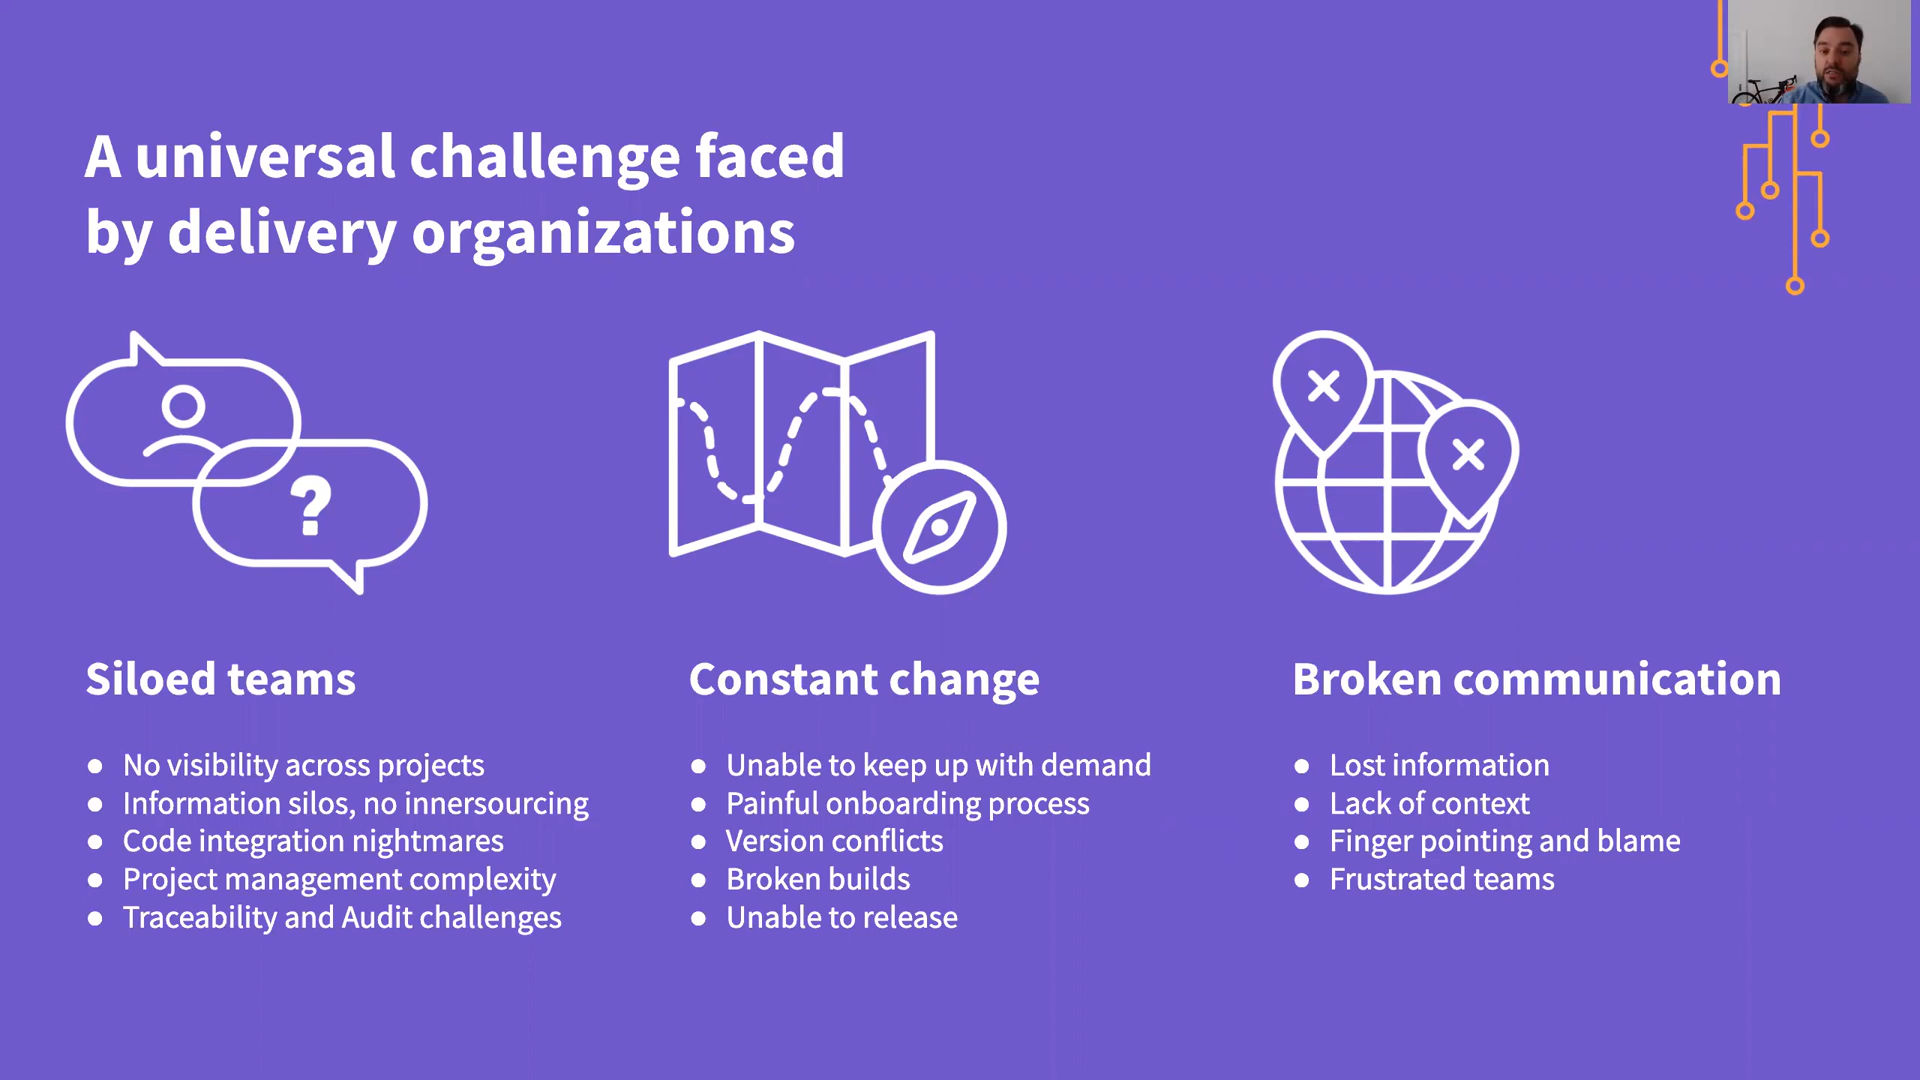 A universal challenge faced
by delivery organizations
?
Siloed teams
● No visibility across projects
● Information silos, no innersourcing
● Code integration nightmares
● Project management complexity
● Traceability and Audit challenges
Constant change
● Unable to keep up with demand
● Painful onboarding process
● Version conflicts
● Broken builds
● Unable to release
Broken communication
● Lost information
● Lack of context
● Finger pointing and blame
● Frustrated teams